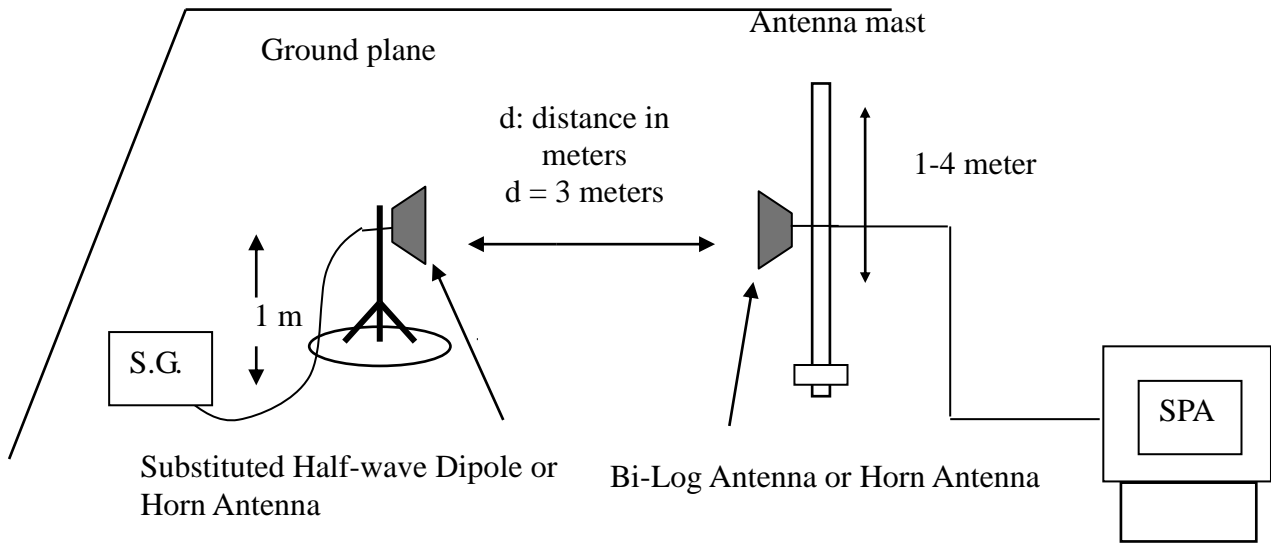 Ground plane
Antenna mast
d: distance in
meters
d = 3 meters
1-4 meter
1 m
S.G.
SPA
Substituted Half-wave Dipole or
Horn Antenna
Bi-Log Antenna or Horn Antenna